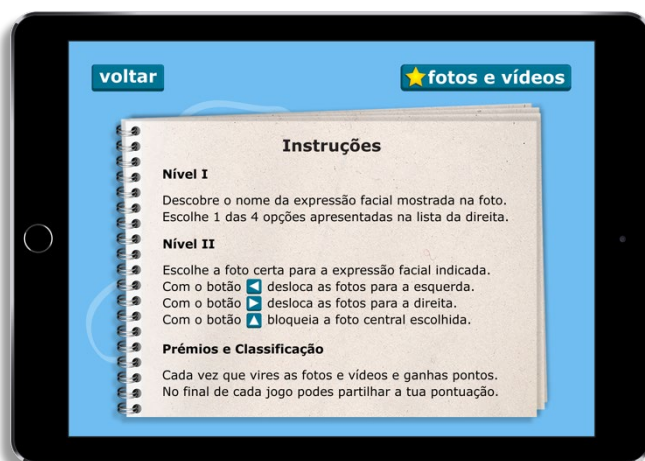 voltar
fotos e vídeos
Instruções
Nível I
Descobre o nome da expressão facial mostrada na foto.
Escolhe 1 das 4 opções apresentadas na lista da direita.
Nível II
Escolhe a foto certa para a expressão facial indicada.
Com o botão desloca as fotos para a esquerda.
Com o botão desloca as fotos para a direita.
Com o botão bloqueia a foto central escolhida.
Prémios e Classificação
Cada vez que vires as fotos e vídeos e ganhas pontos.
No final de cada jogo podes partilhar a tua pontuação.